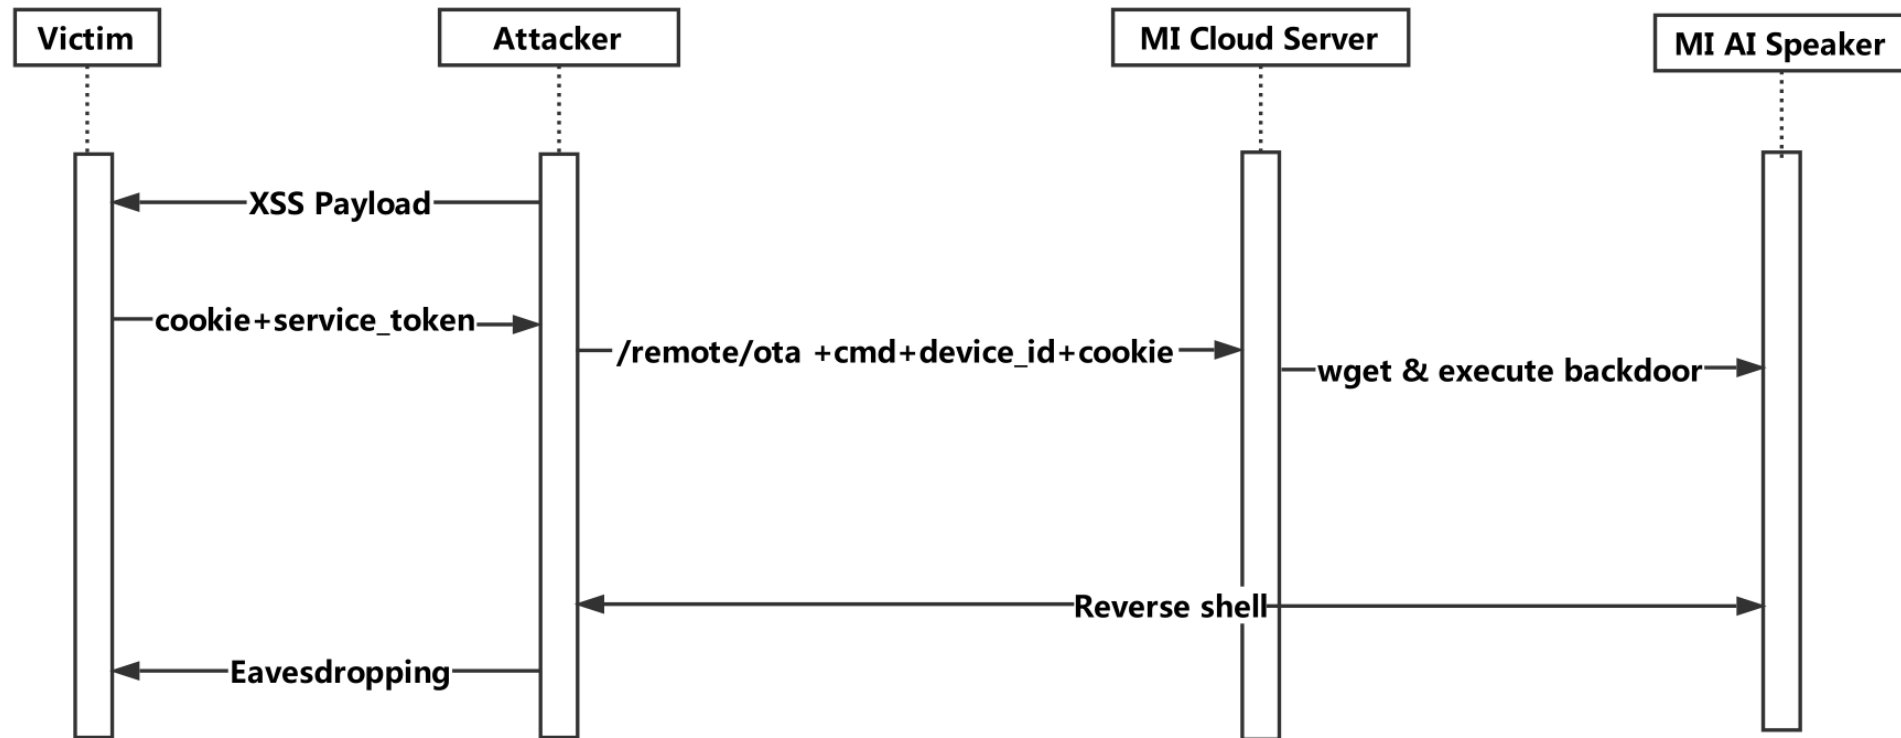 Victim
Attacker
MI Cloud Server
MI AI Speaker
XSS Payload
cookie+service_token
/remote/ota +cmd+device_id+cookie
wget & execute backdoor
Reverse shell
Eavesdropping